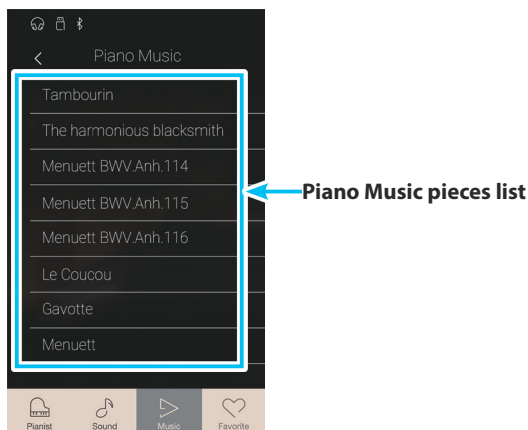 Piano Music
Tambourin
The harmonious blacksmith
Menuett BWV.Anh.114
Menuett BWV.Anh.115
Menuett BWV.Anh.116
Le Coucou
Gavotte
Menuett
Piano Music pieces list
Pianist Sound Music Favorite